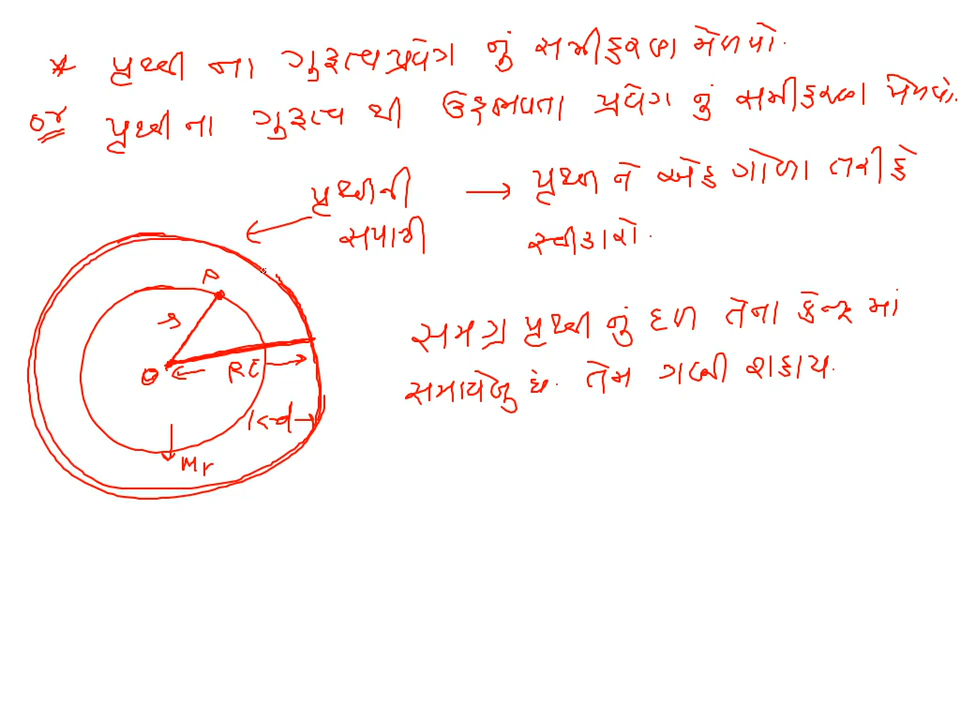 * પૃથ્વી ના ગુરુત્વપ્રવેગ નું સમીકરણ મેળવો.
or પૃથ્વીના ગુરુત્વ થી ઉદ્દભવતા પ્રવેગ નું સમીકરણ મેળવો.
પૃથ્વીની → પૃથ્વી ને એક ગોળા તરીકે
સપાટી સ્વીકારો.
P
r
સમગ્ર પૃથ્વી નું દળ તેના કેન્દ્ર માં
O ← RE →
સમાયેલુ છે. તેમ ગણી શકાય.
←d→
Mr